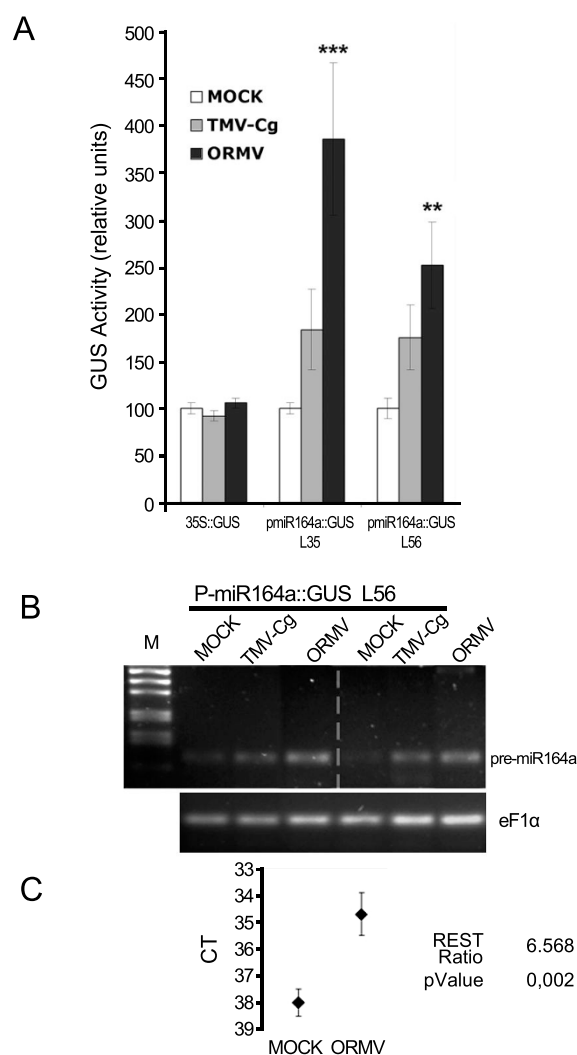 A
GUS Activity (relative units)
500
450
400
350
300
250
200
150
100
50
0
MOCK
TMV-Cg
ORMV
***
**
35S::GUS
pmiR164a::GUS
L35
pmiR164a::GUS
L56
B
P-miR164a::GUS L56
M
MOCK
TMV-Cg
ORMV
MOCK
TMV-Cg
ORMV
pre-miR164a
eF1α
C
CT
33
34
35
36
37
38
39
MOCK ORMV
REST
Ratio
6.568
pValue
0,002